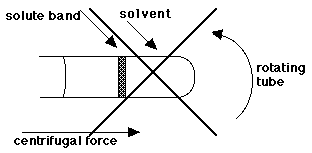 solute band
solvent
rotating
tube
centrifugal force